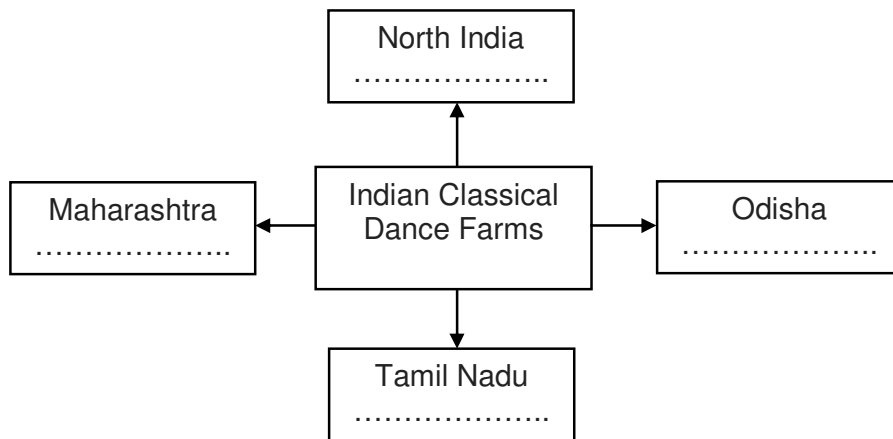 North India
………………..
Maharashtra
………………..
Indian Classical
Dance Farms
Odisha
………………..
Tamil Nadu
………………..